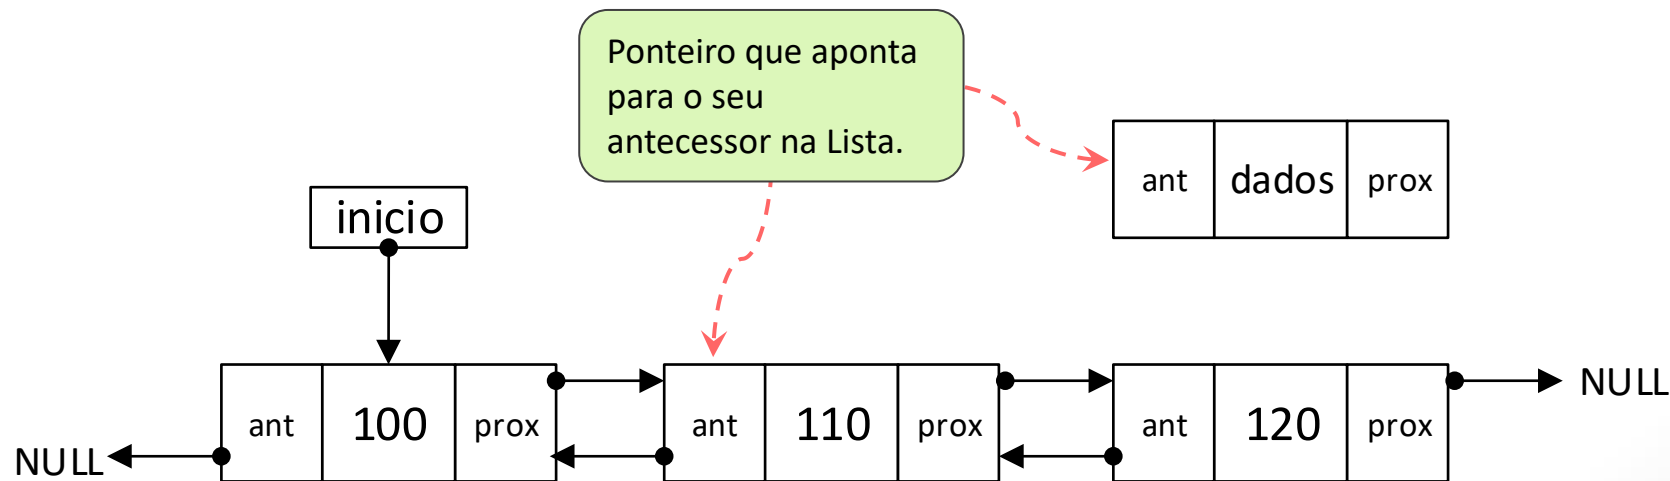 Ponteiro que aponta
para o seu
antecessor na Lista.
ant dados prox
inicio
ant 100 prox
ant 110 prox
ant 120 prox
NULL
NULL